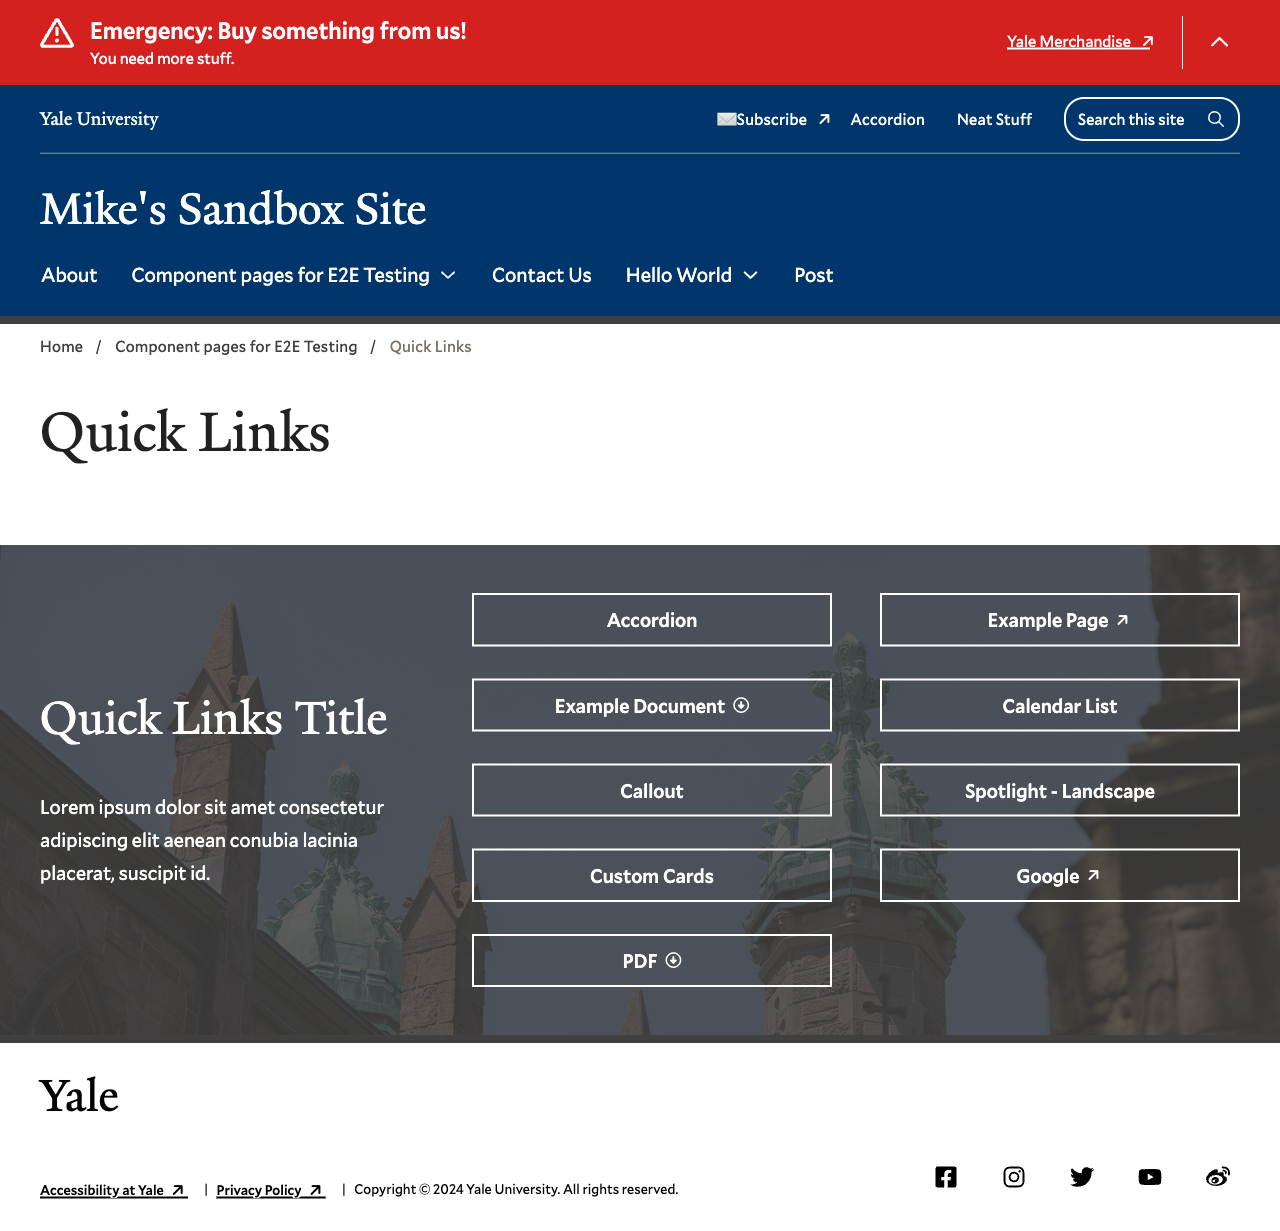 Emergency: Buy something from us!
You need more stuff.
Yale Merchandise
Yale University
Subscribe
Accordion
Neat Stuff
Search this site
Mike's Sandbox Site
About
Component pages for E2E Testing
Contact Us
Hello World
Post
Home / Component pages for E2E Testing / Quick Links
Quick Links
Quick Links Title
Lorem ipsum dolor sit amet consectetur
adipiscing elit aenean conubia lacinia
placerat, suscipit id.
Accordion
Example Page
Example Document
Calendar List
Callout
Spotlight - Landscape
Custom Cards
Google
PDF
Yale
Accessibility at Yale | Privacy Policy | Copyright © 2024 Yale University. All rights reserved.